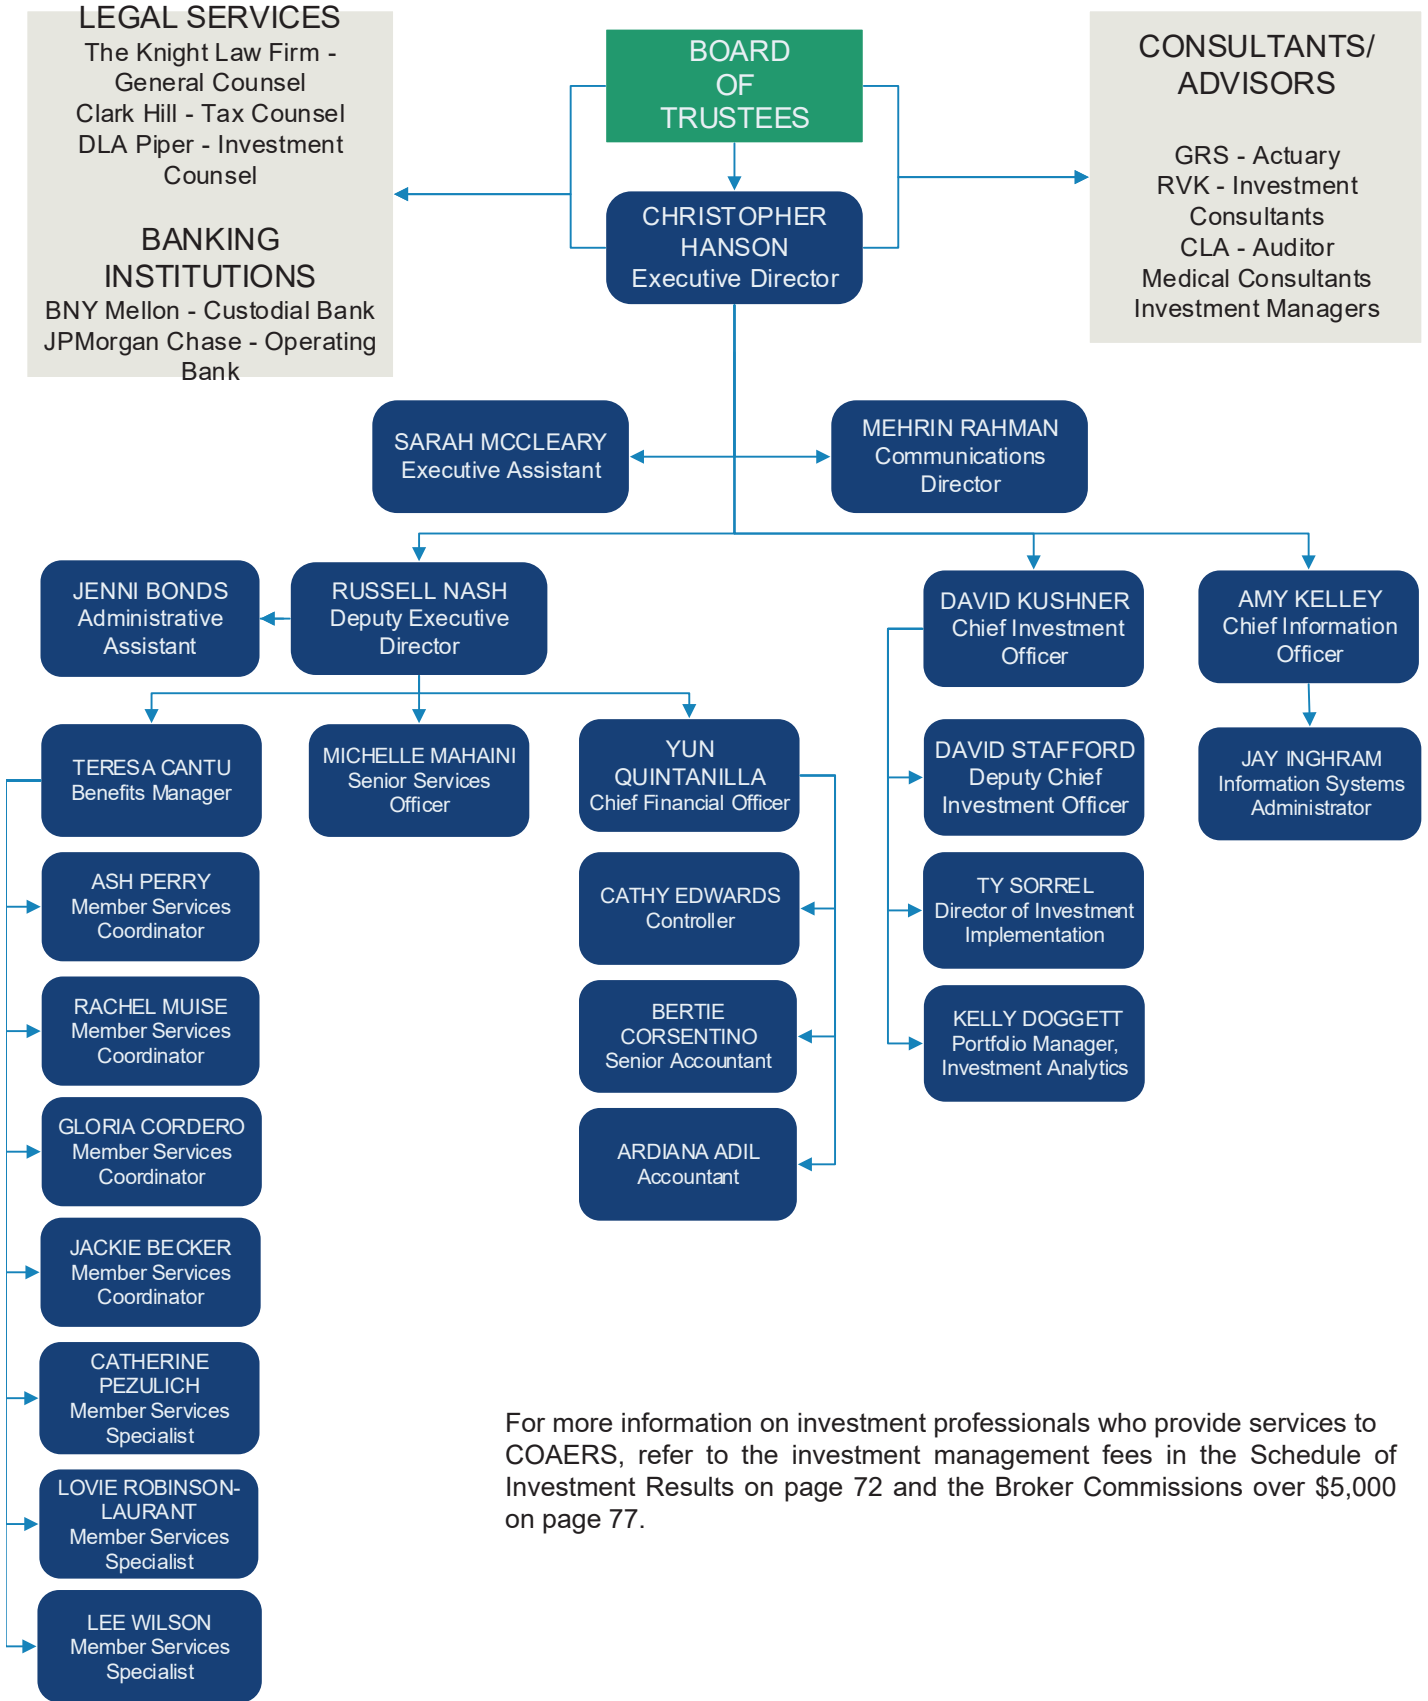 LEGAL SERVICES
The Knight Law Firm -
General Counsel
Clark Hill - Tax Counsel
DLA Piper - Investment
Counsel
BANKING
INSTITUTIONS
BNY Mellon - Custodial Bank
JPMorgan Chase - Operating
Bank
BOARD
OF
TRUSTEES
CHRISTOPHER
HANSON
Executive Director
CONSULTANTS/
ADVISORS
GRS - Actuary
RVK - Investment
Consultants
CLA - Auditor
Medical Consultants
Investment Managers
SARAH MCCLEARY
Executive Assistant
MEHRIN RAHMAN
Communications
Director
JENNI BONDS
Administrative
Assistant
RUSSELL NASH
Deputy Executive
Director
DAVID KUSHNER
Chief Investment
Officer
AMY KELLEY
Chief Information
Officer
TERESA CANTU
Benefits Manager
MICHELLE MAHAINI
Senior Services
Officer
YUN
QUINTANILLA
Chief Financial Officer
DAVID STAFFORD
Deputy Chief
Investment Officer
JAY INGHRAM
Information Systems
Administrator
ASH PERRY
Member Services
Coordinator
CATHY EDWARDS
Controller
TY SORREL
Director of Investment
Implementation
RACHEL MUISE
Member Services
Coordinator
BERTIE
CORSENTINO
Senior Accountant
KELLY DOGGETT
Portfolio Manager,
Investment Analytics
GLORIA CORDERO
Member Services
Coordinator
ARDIANA ADIL
Accountant
JACKIE BECKER
Member Services
Coordinator
CATHERINE
PEZULICH
Member Services
Specialist
LOVIE ROBINSON-
LAURANT
Member Services
Specialist
LEE WILSON
Member Services
Specialist
For more information on investment professionals who provide services to
COAERS, refer to the investment management fees in the Schedule of
Investment Results on page 72 and the Broker Commissions over $5,000
on page 77.